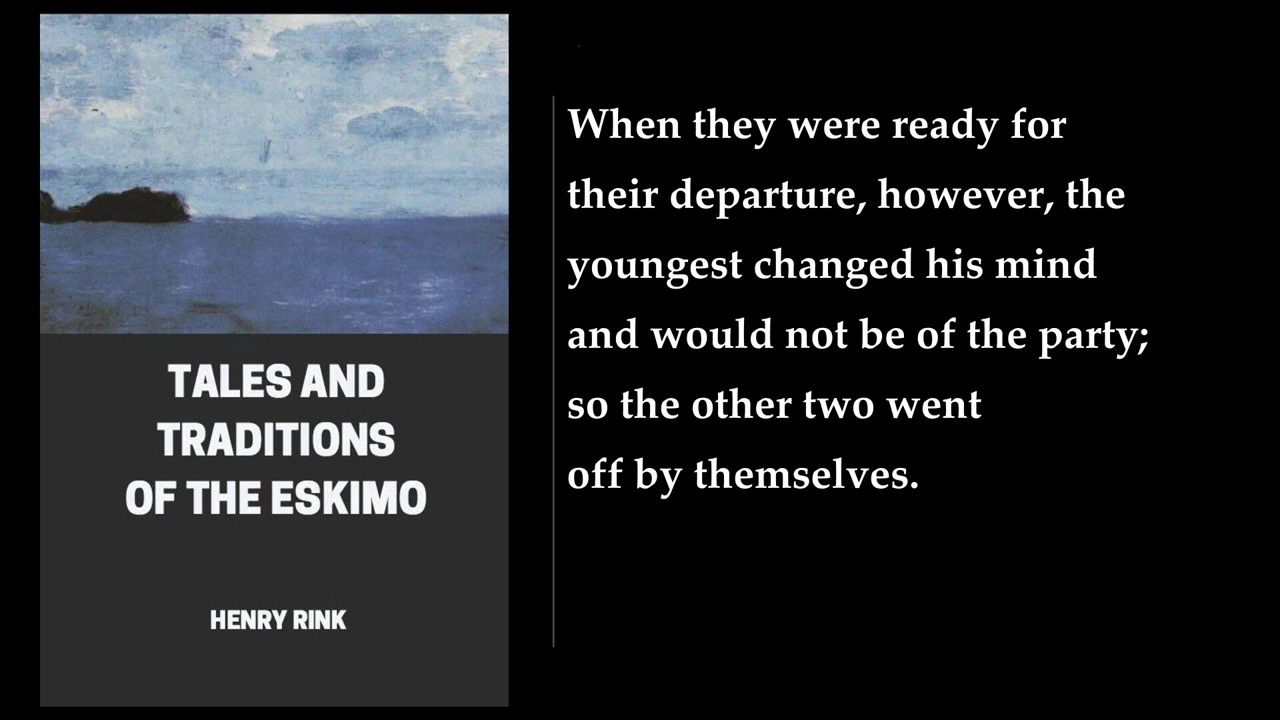 TALES AND
TRADITIONS
OF THE ESKIMO
HENRY RINK
When they were ready for
their departure, however, the
youngest changed his mind
and would not be of the party;
so the other two went
off by themselves.